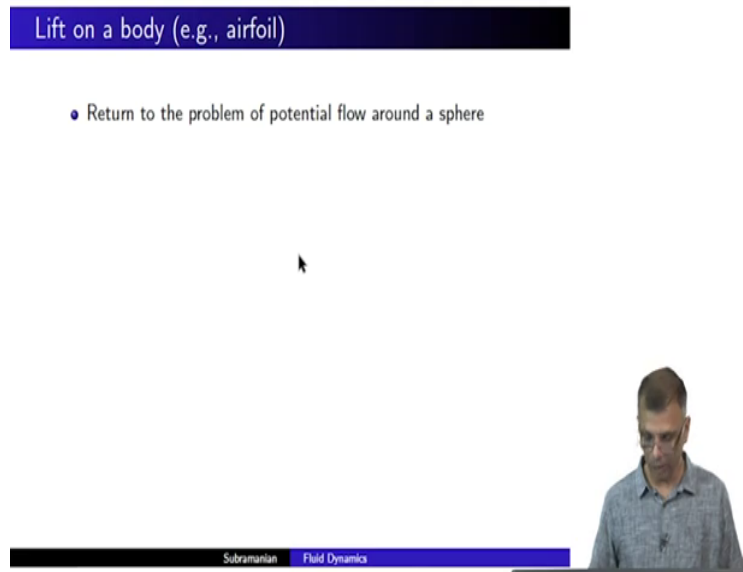 Lift on a body (e.g., airfoil)
Return to the problem of potential flow around a sphere
Subramanian Fluid Dynamics